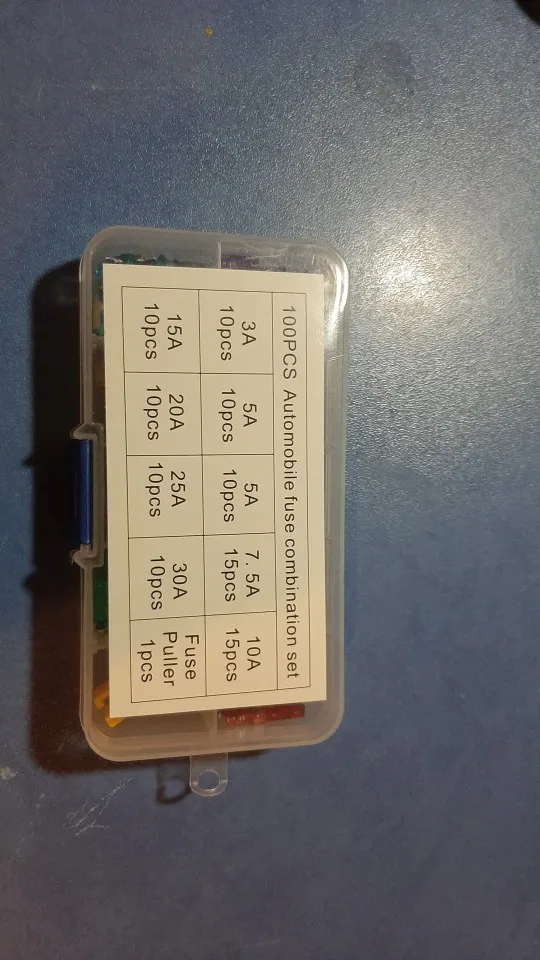 100PCS Automobile fuse combination set
3A
10pcs
5A
10pcs
5A
10pcs
7.5A
15pcs
10A
15pcs
15A
10pcs
20A
10pcs
25A
10pcs
30A
10pcs
Fuse
Puller
1pcs